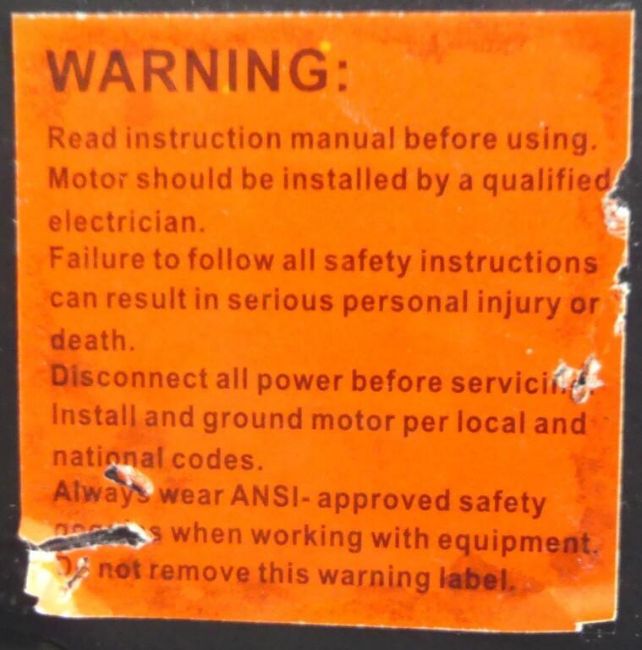 WARNING:
Read instruction manual before using.
Motor should be installed by a qualified
electrician.
Failure to follow all safety instructions
can result in serious personal injury or
death.
Disconnect all power before servicing.
Install and ground motor per local and
national codes.
Always wear ANSI- approved safety
when working with equipment.
Do not remove this warning label.